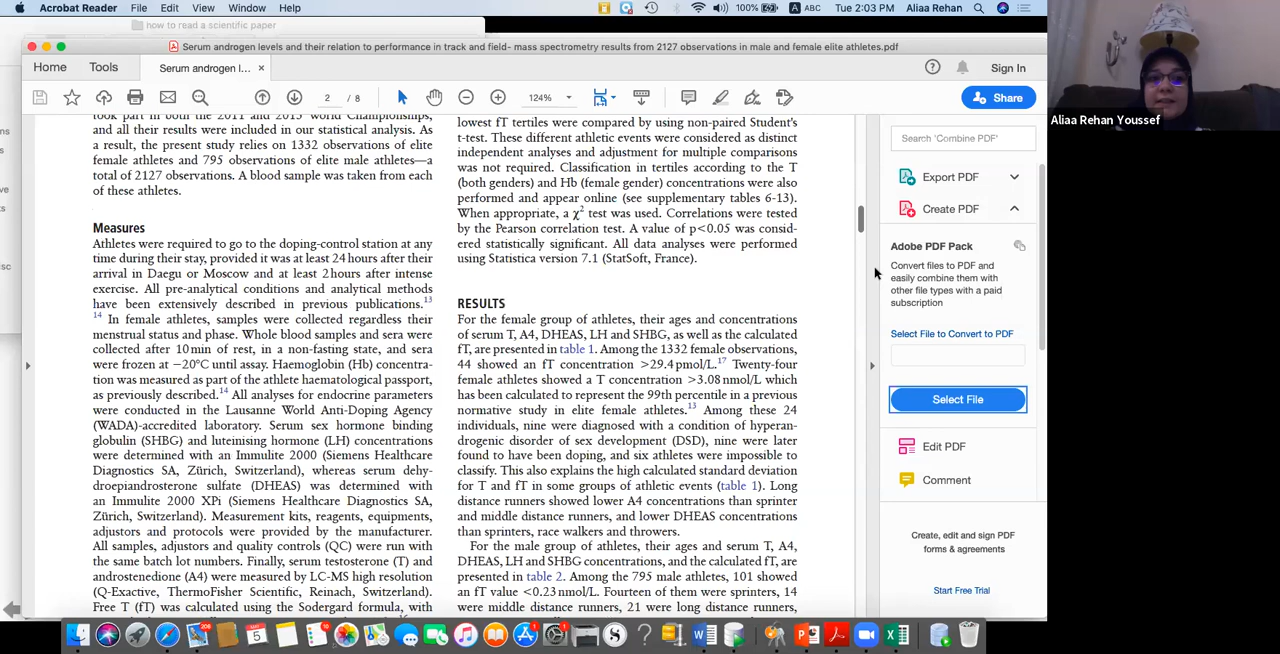 Acrobat Reader File Edit View Window Help
100% ABC Tue 2:03 PM Aliaa Rehan
how to read a scientific paper
Serum androgen levels and their relation to performance in track and field- mass spectrometry results from 2127 observations in male and female elite athletes.pdf
Home Tools Serum androgen l... × Sign In
2 / 8 124% Share
took part in both the 2011 and 2013 World Championships,
and all their results were included in our statistical analysis. As
a result, the present study relies on 1332 observations of elite
female athletes and 795 observations of elite male athletes—a
total of 2127 observations. A blood sample was taken from each
of these athletes.
Measures
Athletes were required to go to the doping-control station at any
time during their stay, provided it was at least 24 hours after their
arrival in Daegu or Moscow and at least 2 hours after intense
exercise. All pre-analytical conditions and analytical methods
have been extensively described in previous publications.13
14 In female athletes, samples were collected regardless their
menstrual status and phase. Whole blood samples and sera were
collected after 10 min of rest, in a non-fasting state, and sera
were frozen at −20°C until assay. Haemoglobin (Hb) concentra-
tion was measured as part of the athlete haematological passport,
as previously described.14 All analyses for endocrine parameters
were conducted in the Lausanne World Anti-Doping Agency
(WADA)-accredited laboratory. Serum sex hormone binding
globulin (SHBG) and luteinising hormone (LH) concentrations
were determined with an Immulite 2000 (Siemens Healthcare
Diagnostics SA, Zürich, Switzerland), whereas serum dehy-
droepiandrosterone sulfate (DHEAS) was determined with
an Immulite 2000 XPi (Siemens Healthcare Diagnostics SA,
Zürich, Switzerland). Measurement kits, reagents, equipments,
adjustors and protocols were provided by the manufacturer.
All samples, adjustors and quality controls (QC) were run with
the same batch lot numbers. Finally, serum testosterone (T) and
androstenedione (A4) were measured by LC-MS high resolution
(Q-Exactive, ThermoFisher Scientific, Reinach, Switzerland).
Free T (fT) was calculated using the Sodergard formula, with
lowest fT tertiles were compared by using non-paired Student's
t-test. These different athletic events were considered as distinct
independent analyses and adjustment for multiple comparisons
was not required. Classification in tertiles according to the T
(both genders) and Hb (female gender) concentrations were also
performed and appear online (see supplementary tables 6-13).
When appropriate, a χ2 test was used. Correlations were tested
by the Pearson correlation test. A value of p<0.05 was consid-
ered statistically significant. All data analyses were performed
using Statistica version 7.1 (StatSoft, France).
RESULTS
For the female group of athletes, their ages and concentrations
of serum T, A4, DHEAS, LH and SHBG, as well as the calculated
fT, are presented in table 1. Among the 1332 female observations,
44 showed an fT concentration >29.4 pmol/L.17 Twenty-four
female athletes showed a T concentration >3.08 nmol/L which
has been calculated to represent the 99th percentile in a previous
normative study in elite female athletes.13 Among these 24
individuals, nine were diagnosed with a condition of hyperan-
drogenic disorder of sex development (DSD), nine were later
found to have been doping, and six athletes were impossible to
classify. This also explains the high calculated standard deviation
for T and fT in some groups of athletic events (table 1). Long
distance runners showed lower A4 concentrations than sprinter
and middle distance runners, and lower DHEAS concentrations
than sprinters, race walkers and throwers.
For the male group of athletes, their ages and serum T, A4,
DHEAS, LH and SHBG concentrations, and the calculated fT, are
presented in table 2. Among the 795 male athletes, 101 showed
an fT value <0.23 nmol/L. Fourteen of them were sprinters, 14
were middle distance runners, 21 were long distance runners,
Search 'Combine PDF'
Export PDF
Create PDF
Adobe PDF Pack
Convert files to PDF and
easily combine them with
other file types with a paid
subscription
Select File to Convert to PDF
Select File
Edit PDF
Comment
Create, edit and sign PDF
forms & agreements
Start Free Trial
Aliaa Rehan Youssef